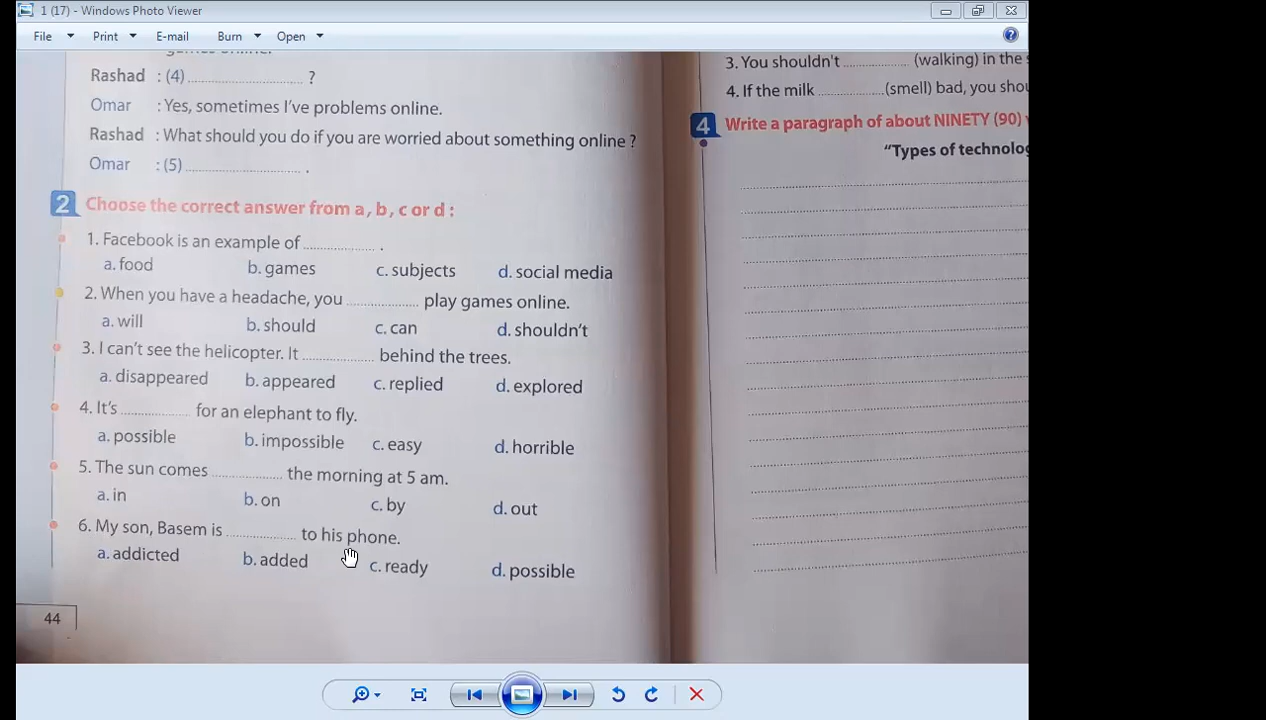 1 (17) - Windows Photo Viewer
File Print E-mail Burn Open
Rashad : (4) ........................ ?
Omar : Yes, sometimes I've problems online.
Rashad : What should you do if you are worried about something online ?
Omar : (5) ........................ .
2 Choose the correct answer from a, b, c or d :
1. Facebook is an example of ................ .
a. food b. games c. subjects d. social media
2. When you have a headache, you ................ play games online.
a. will b. should c. can d. shouldn't
3. I can't see the helicopter. It ................ behind the trees.
a. disappeared b. appeared c. replied d. explored
4. It's ................ for an elephant to fly.
a. possible b. impossible c. easy d. horrible
5. The sun comes ................ the morning at 5 am.
a. in b. on c. by d. out
6. My son, Basem is ................ to his phone.
a. addicted b. added c. ready d. possible
44
3. You shouldn't ................ (walking) in the
4. If the milk ................ (smell) bad, you
4 Write a paragraph of about NINETY (90)
"Types of